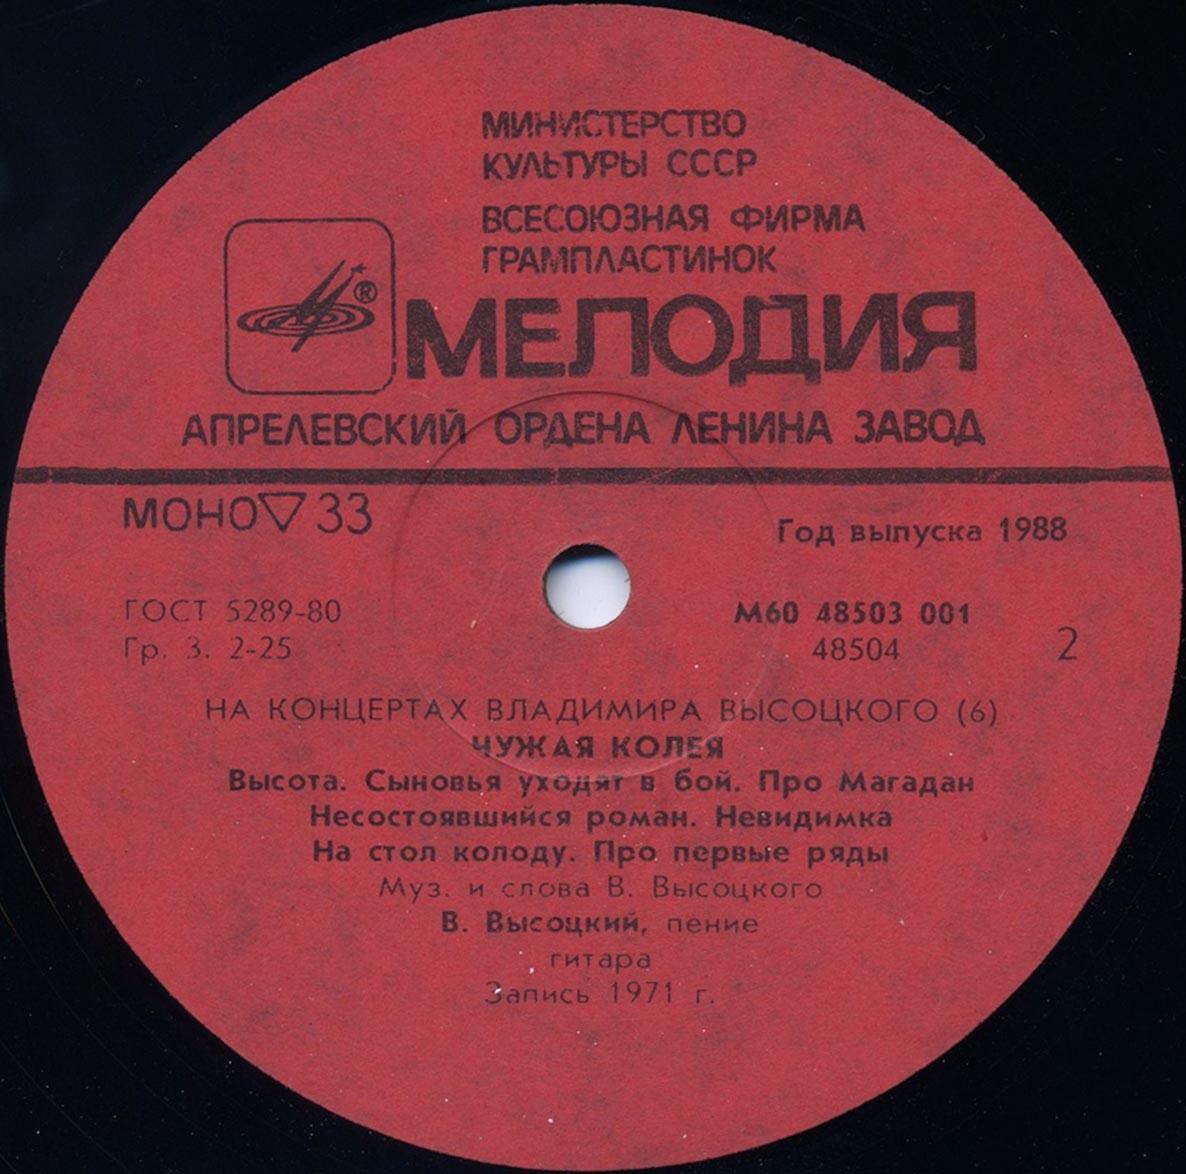 МИНИСТЕРСТВО
КУЛЬТУРЫ СССР
ВСЕСОЮЗНАЯ ФИРМА
ГРАМПЛАСТИНОК
®
МЕЛОДИЯ
АПРЕЛЕВСКИЙ ОРДЕНА ЛЕНИНА ЗАВОД
МОНО▽33
Год выпуска 1988
ГОСТ 5289-80
М60 48503 001
Гр. 3. 2-25
48504
2
НА КОНЦЕРТАХ ВЛАДИМИРА ВЫСОЦКОГО (6)
ЧУЖАЯ КОЛЕЯ
Высота. Сыновья уходят в бой. Про Магадан
Несостоявшийся роман. Невидимка
На стол колоду. Про первые ряды
Муз. и слова В. Высоцкого
В. Высоцкий, пение
гитара
Запись 1971 г.